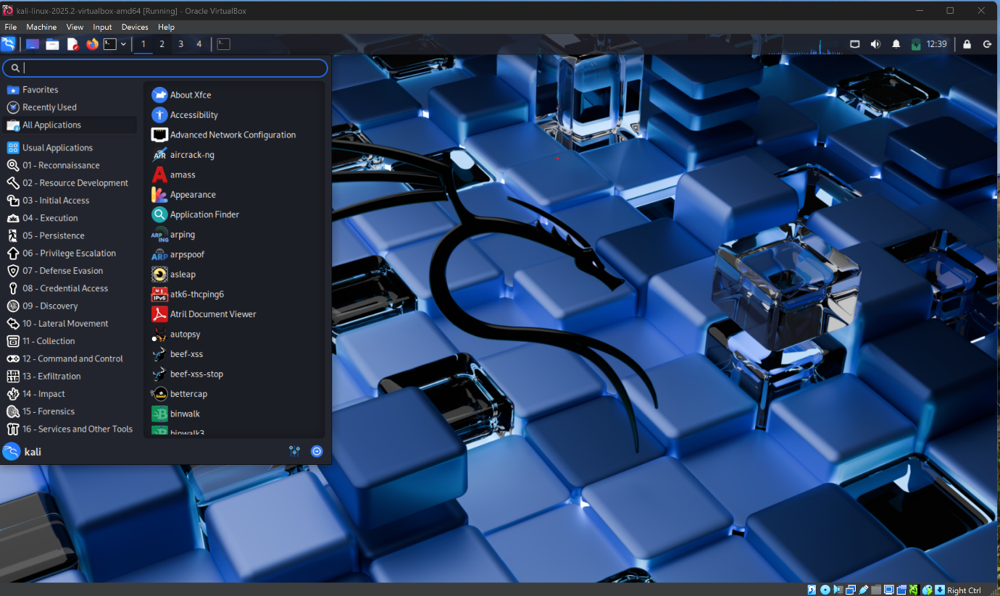 kali-linux-2025.2-virtualbox-amd64 [Running] - Oracle VirtualBox
File Machine View Input Devices Help
1 2 3 4 12:39
Favorites
Recently Used
All Applications
Usual Applications
01 - Reconnaissance
02 - Resource Development
03 - Initial Access
04 - Execution
05 - Persistence
06 - Privilege Escalation
07 - Defense Evasion
08 - Credential Access
09 - Discovery
10 - Lateral Movement
11 - Collection
12 - Command and Control
13 - Exfiltration
14 - Impact
15 - Forensics
16 - Services and Other Tools
About Xfce
Accessibility
Advanced Network Configuration
AIR aircrack-ng
amass
Appearance
Application Finder
ARPING arping
ARP arpspoof
asleap
IPv6 atk6-thcping6
Atril Document Viewer
autopsy
beef-xss
beef-xss-stop
bettercap
binwalk
binwalk3
kali
Right Ctrl